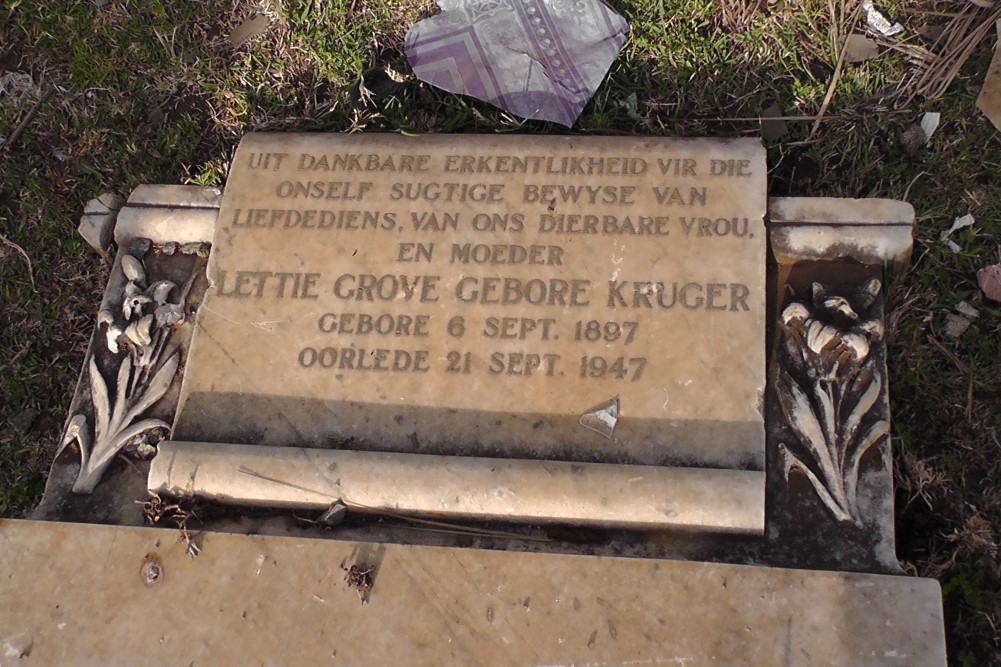 UIT DANKBARE ERKENTLIKHEID VIR DIE
ONSELF SUGTIGE BEWYSE VAN
LIEFDEDIENS, VAN ONS DIERBARE VROU,
EN MOEDER
LETTIE GROVE GEBORE KRUGER
GEBORE 6 SEPT. 1897
OORLEDE 21 SEPT. 1947